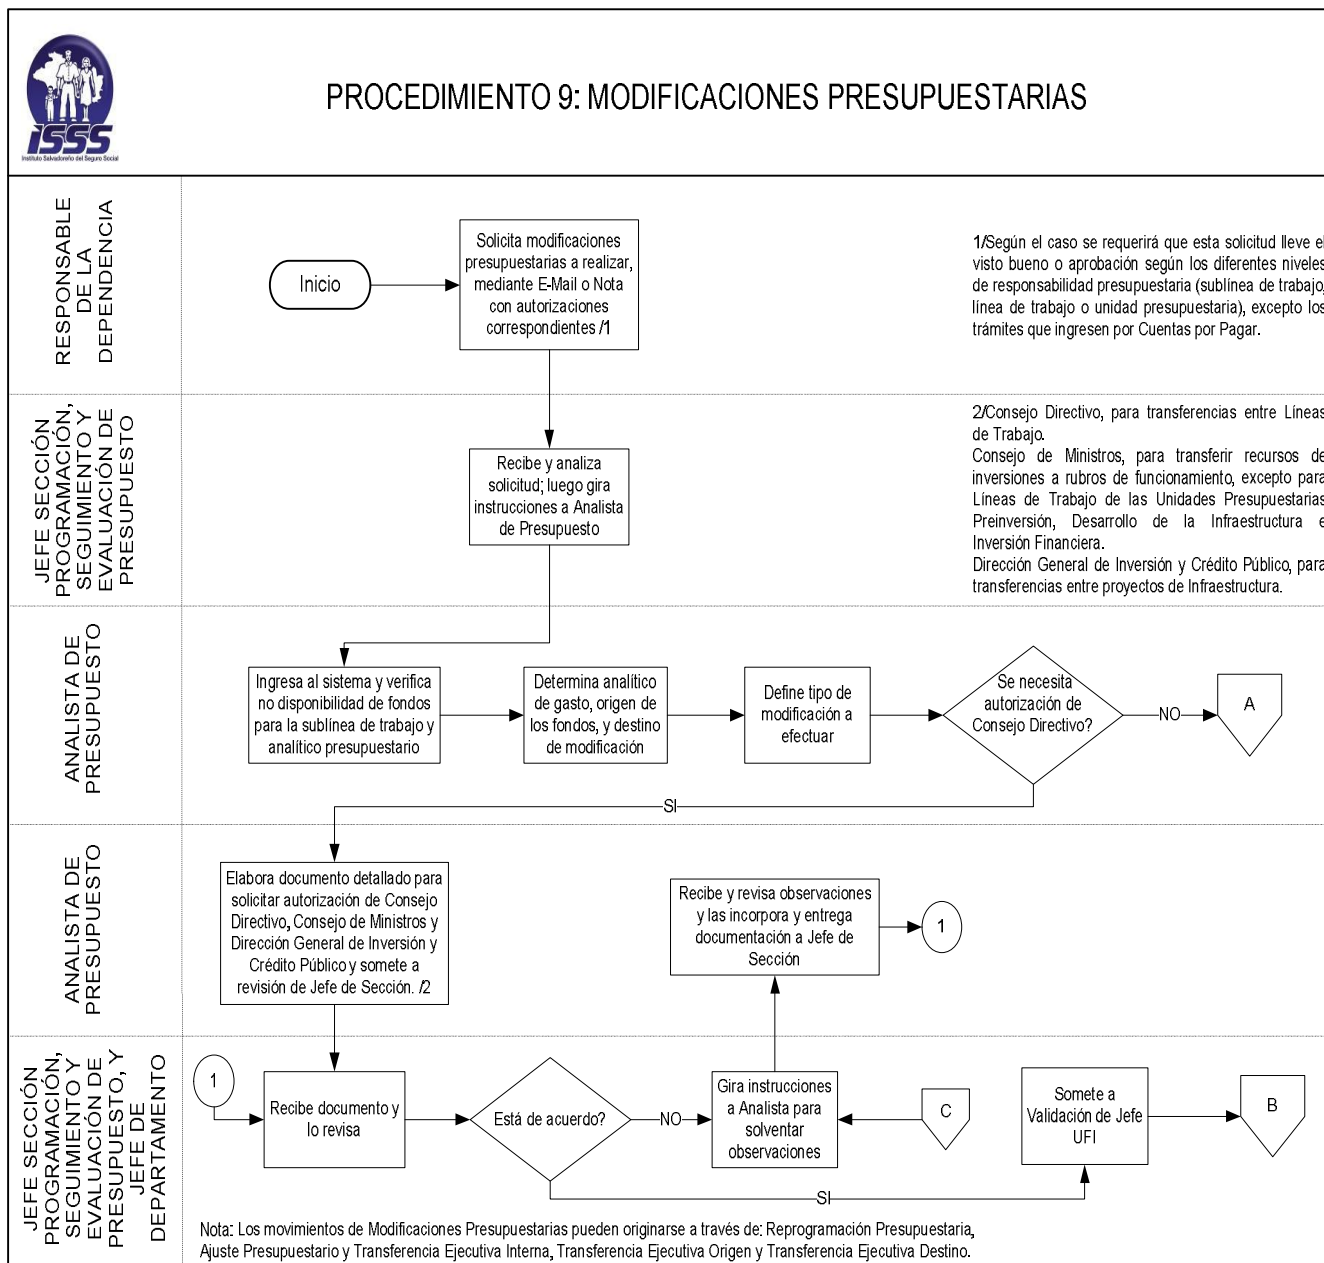 ISSS
Instituto Salvadoreño del Seguro Social
PROCEDIMIENTO 9: MODIFICACIONES PRESUPUESTARIAS
RESPONSABLE
DE LA
DEPENDENCIA
Inicio
Solicita modificaciones
presupuestarias a realizar,
mediante E-Mail o Nota
con autorizaciones
correspondientes /1
1/Según el caso se requerirá que esta solicitud lleve el
visto bueno o aprobación según los diferentes niveles
de responsabilidad presupuestaria (sublínea de trabajo,
línea de trabajo o unidad presupuestaria), excepto los
trámites que ingresen por Cuentas por Pagar.
JEFE SECCIÓN
PROGRAMACIÓN,
SEGUIMIENTO Y
EVALUACIÓN DE
PRESUPUESTO
Recibe y analiza
solicitud; luego gira
instrucciones a Analista
de Presupuesto
2/Consejo Directivo, para transferencias entre Líneas
de Trabajo.
Consejo de Ministros, para transferir recursos de
inversiones a rubros de funcionamiento, excepto para
Líneas de Trabajo de las Unidades Presupuestarias
Preinversión, Desarrollo de la Infraestructura e
Inversión Financiera.
Dirección General de Inversión y Crédito Público, para
transferencias entre proyectos de Infraestructura.
ANALISTA DE
PRESUPUESTO
Ingresa al sistema y verifica
no disponibilidad de fondos
para la sublínea de trabajo y
analítico presupuestario
Determina analítico
de gasto, origen de
los fondos, y destino
de modificación
Define tipo de
modificación a
efectuar
Se necesita
autorización de
Consejo Directivo?
NO
A
SI
ANALISTA DE
PRESUPUESTO
Elabora documento detallado para
solicitar autorización de Consejo
Directivo, Consejo de Ministros y
Dirección General de Inversión y
Crédito Público y somete a
revisión de Jefe de Sección. /2
Recibe y revisa observaciones
y las incorpora y entrega
documentación a Jefe de
Sección
1
JEFE SECCIÓN
PROGRAMACIÓN,
SEGUIMIENTO Y
EVALUACIÓN DE
PRESUPUESTO, Y
JEFE DE
DEPARTAMENTO
1
Recibe documento y
lo revisa
Está de acuerdo?
NO
Gira instrucciones
a Analista para
solventar
observaciones
C
Somete a
Validación de Jefe
UFI
B
SI
Nota: Los movimientos de Modificaciones Presupuestarias pueden originarse a través de: Reprogramación Presupuestaria,
Ajuste Presupuestario y Transferencia Ejecutiva Interna, Transferencia Ejecutiva Origen y Transferencia Ejecutiva Destino.